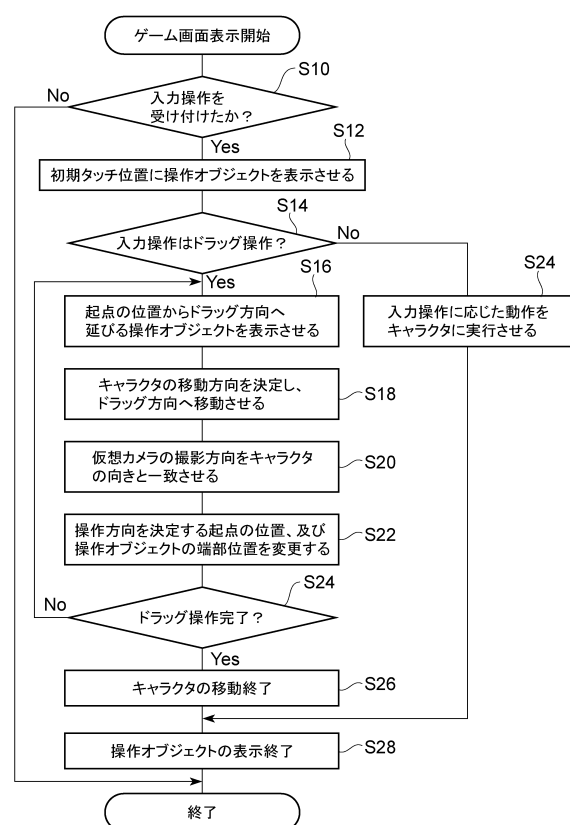 ゲーム画面表示開始
S10
入力操作を
受け付けたか？
No
Yes
S12
初期タッチ位置に操作オブジェクトを表示させる
S14
入力操作はドラッグ操作？
No
Yes
S16
起点の位置からドラッグ方向へ
延びる操作オブジェクトを表示させる
S24
入力操作に応じた動作を
キャラクタに実行させる
キャラクタの移動方向を決定し、
ドラッグ方向へ移動させる
S18
仮想カメラの撮影方向をキャラクタ
の向きと一致させる
S20
操作方向を決定する起点の位置、及び
操作オブジェクトの端部位置を変更する
S22
S24
ドラッグ操作完了？
No
Yes
キャラクタの移動終了
S26
操作オブジェクトの表示終了
S28
終了